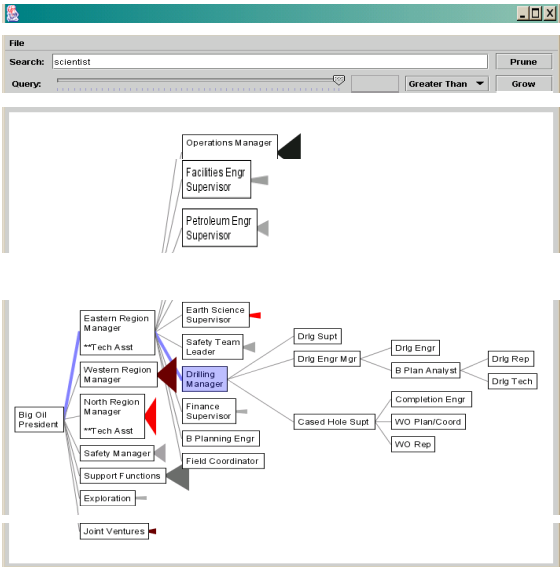 File
Search: scientist Prune
Query: Greater Than Grow
Operations Manager
Facilities Engr
Supervisor
Petroleum Engr
Supervisor
Eastern Region
Manager
**Tech Asst
Earth Science
Supervisor
Safety Team
Leader
Western Region
Manager
Drilling
Manager
North Region
Manager
**Tech Asst
Finance
Supervisor
Big Oil
President
B Planning Engr
Safety Manager
Field Coordinator
Support Functions
Exploration
Joint Ventures
Drlg Supt
Drlg Engr Mgr
Cased Hole Supt
Drlg Engr
B Plan Analyst
Drlg Rep
Drlg Tech
Completion Engr
WO Plan/Coord
WO Rep